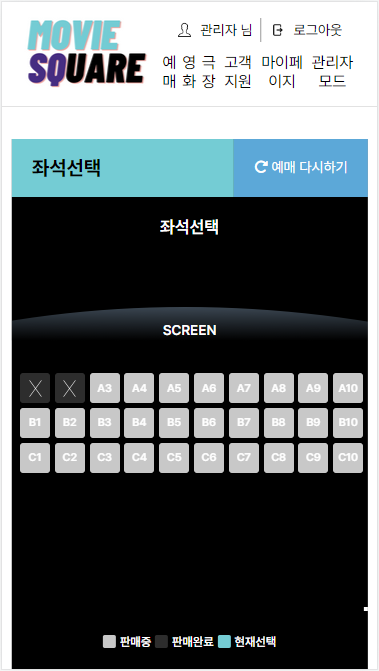 MOVIE
SQUARE
관리자 님
로그아웃
예매
영화
극장
고객지원
마이페이지
관리자모드
좌석선택
예매 다시하기
좌석선택
SCREEN
X X A3 A4 A5 A6 A7 A8 A9 A10
B1 B2 B3 B4 B5 B6 B7 B8 B9 B10
C1 C2 C3 C4 C5 C6 C7 C8 C9 C10
판매중 판매완료 현재선택